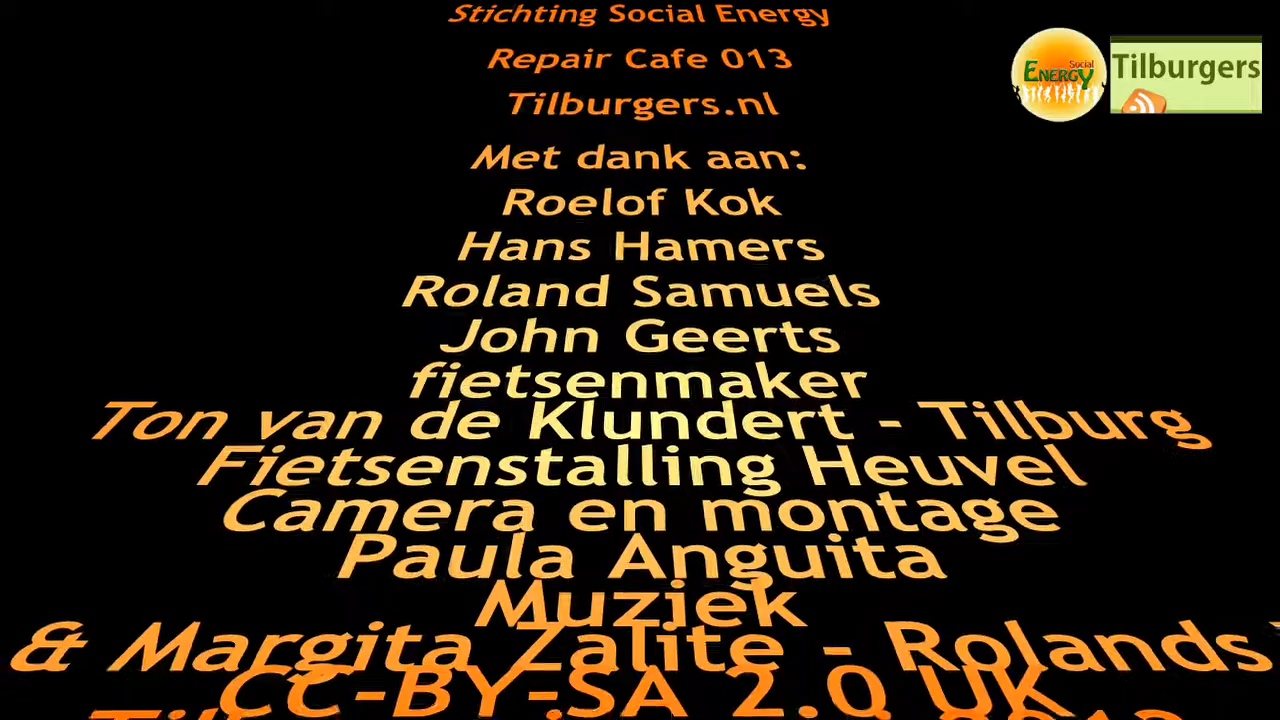 Stichting Social Energy
Repair Cafe 013
Tilburgers.nl
Met dank aan:
Roelof Kok
Hans Hamers
Roland Samuels
John Geerts
fietsenmaker
Ton van de Klundert - Tilburg
Fietsenstalling Heuvel
Camera en montage
Paula Anguita
Muziek
& Margita Zalite - Rolands
CC-BY-SA 2.0 UK
Social
ENERGY
Tilburgers